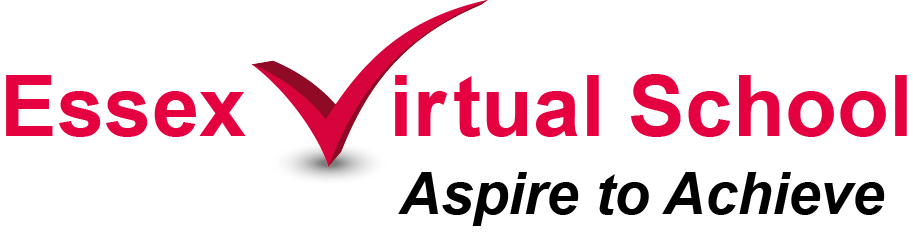 Essex Virtual School
Aspire to Achieve